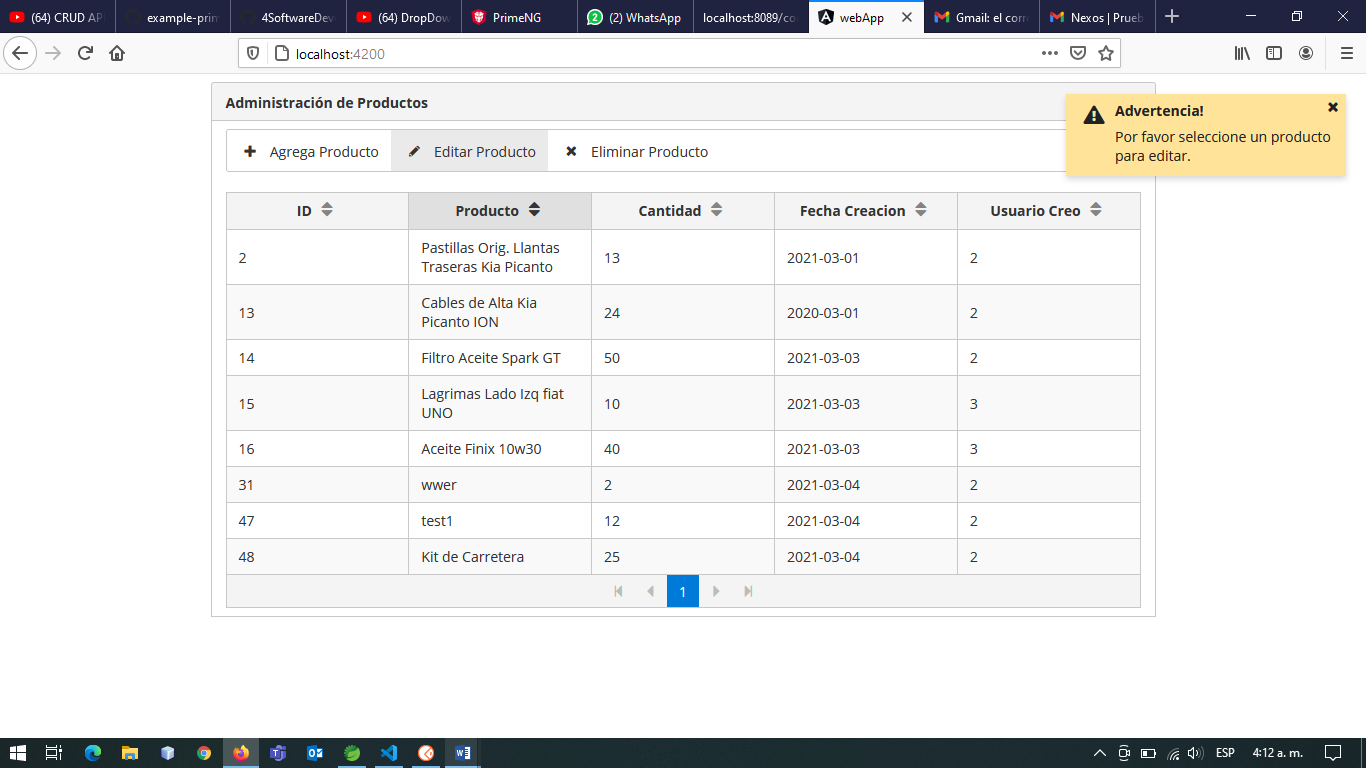 (64) CRUD AP
example-prim
4SoftwareDev
(64) DropDow
PrimeNG
(2) WhatsApp
localhost:8089/co
webApp
Gmail: el corr
Nexos | Prueb
localhost:4200
Administración de Productos
Advertencia!
Por favor seleccione un producto
para editar.
Agrega Producto
Editar Producto
Eliminar Producto
ID Producto Cantidad Fecha Creacion Usuario Creo
2 Pastillas Orig. Llantas Traseras Kia Picanto 13 2021-03-01 2
13 Cables de Alta Kia Picanto ION 24 2020-03-01 2
14 Filtro Aceite Spark GT 50 2021-03-03 2
15 Lagrimas Lado Izq fiat UNO 10 2021-03-03 3
16 Aceite Finix 10w30 40 2021-03-03 3
31 wwer 2 2021-03-04 2
47 test1 12 2021-03-04 2
48 Kit de Carretera 25 2021-03-04 2
1
ESP
4:12 a. m.